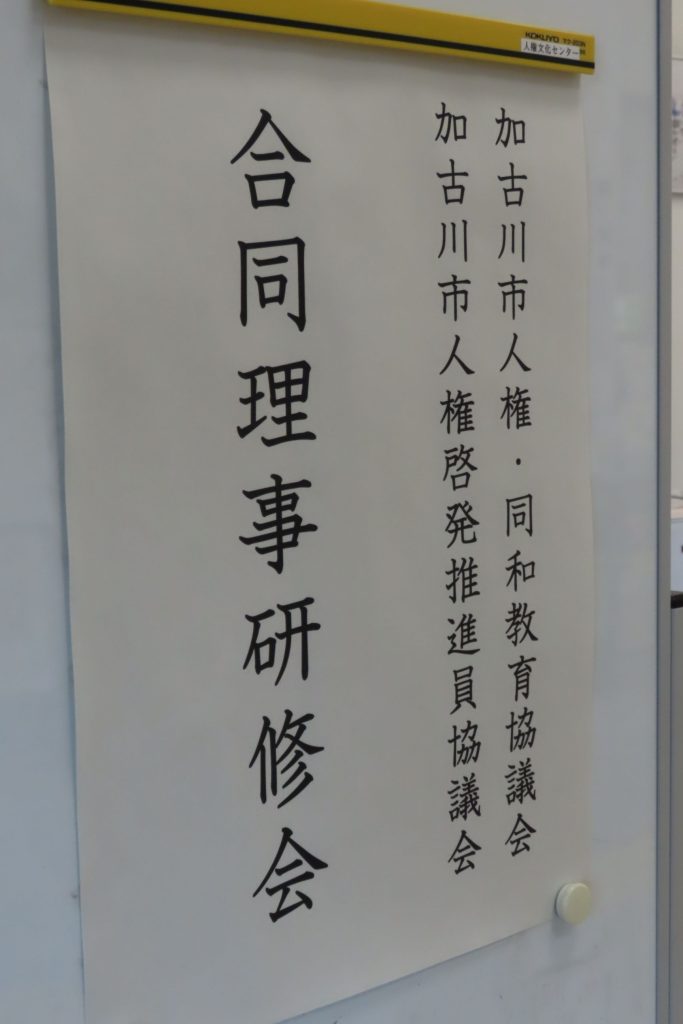 KOKUYO
人権文化センター
加古川市人権・同和教育協議会
加古川市人権啓発推進員協議会
合同理事研修会